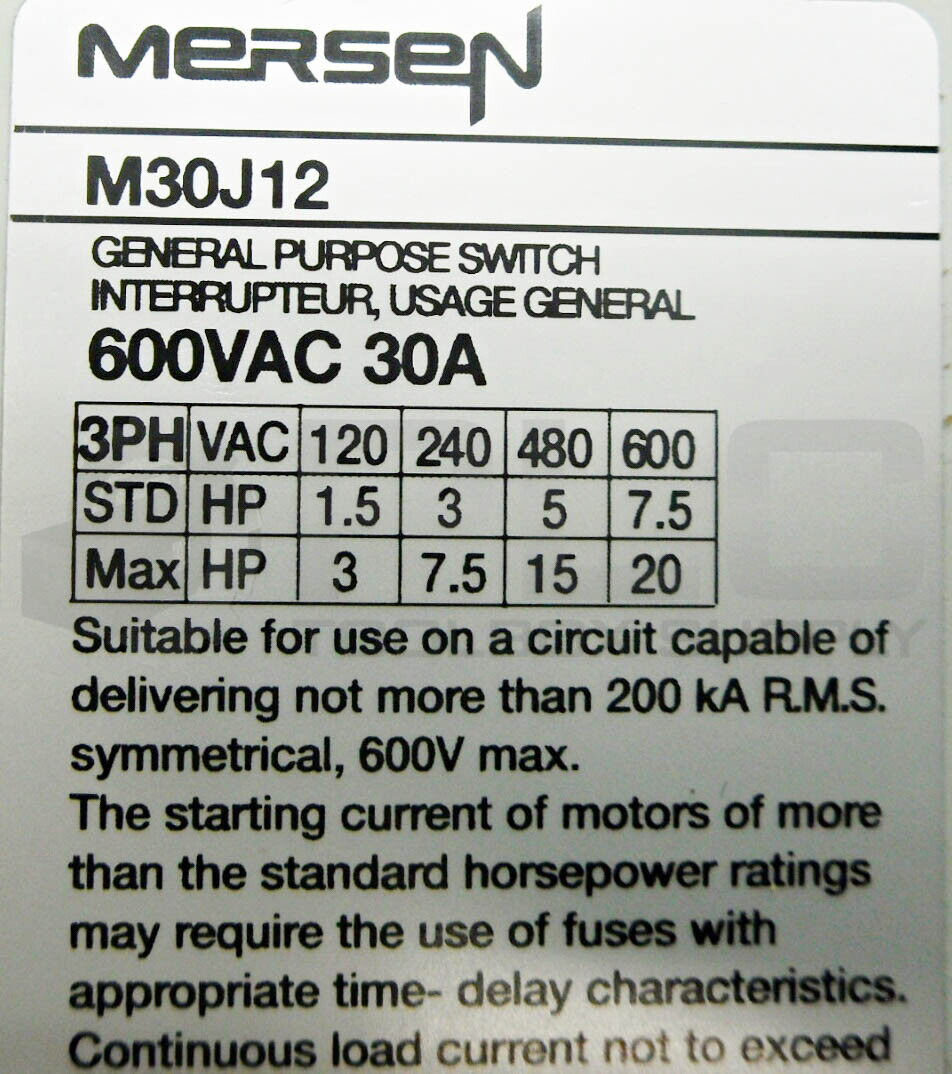 MERSEN
M30J12
GENERAL PURPOSE SWITCH
INTERRUPTEUR, USAGE GENERAL
600VAC 30A
3PH VAC 120 240 480 600
STD HP 1.5 3 5 7.5
Max HP 3 7.5 15 20
Suitable for use on a circuit capable of
delivering not more than 200 kA R.M.S.
symmetrical, 600V max.
The starting current of motors of more
than the standard horsepower ratings
may require the use of fuses with
appropriate time- delay characteristics.
Continuous load current not to exceed